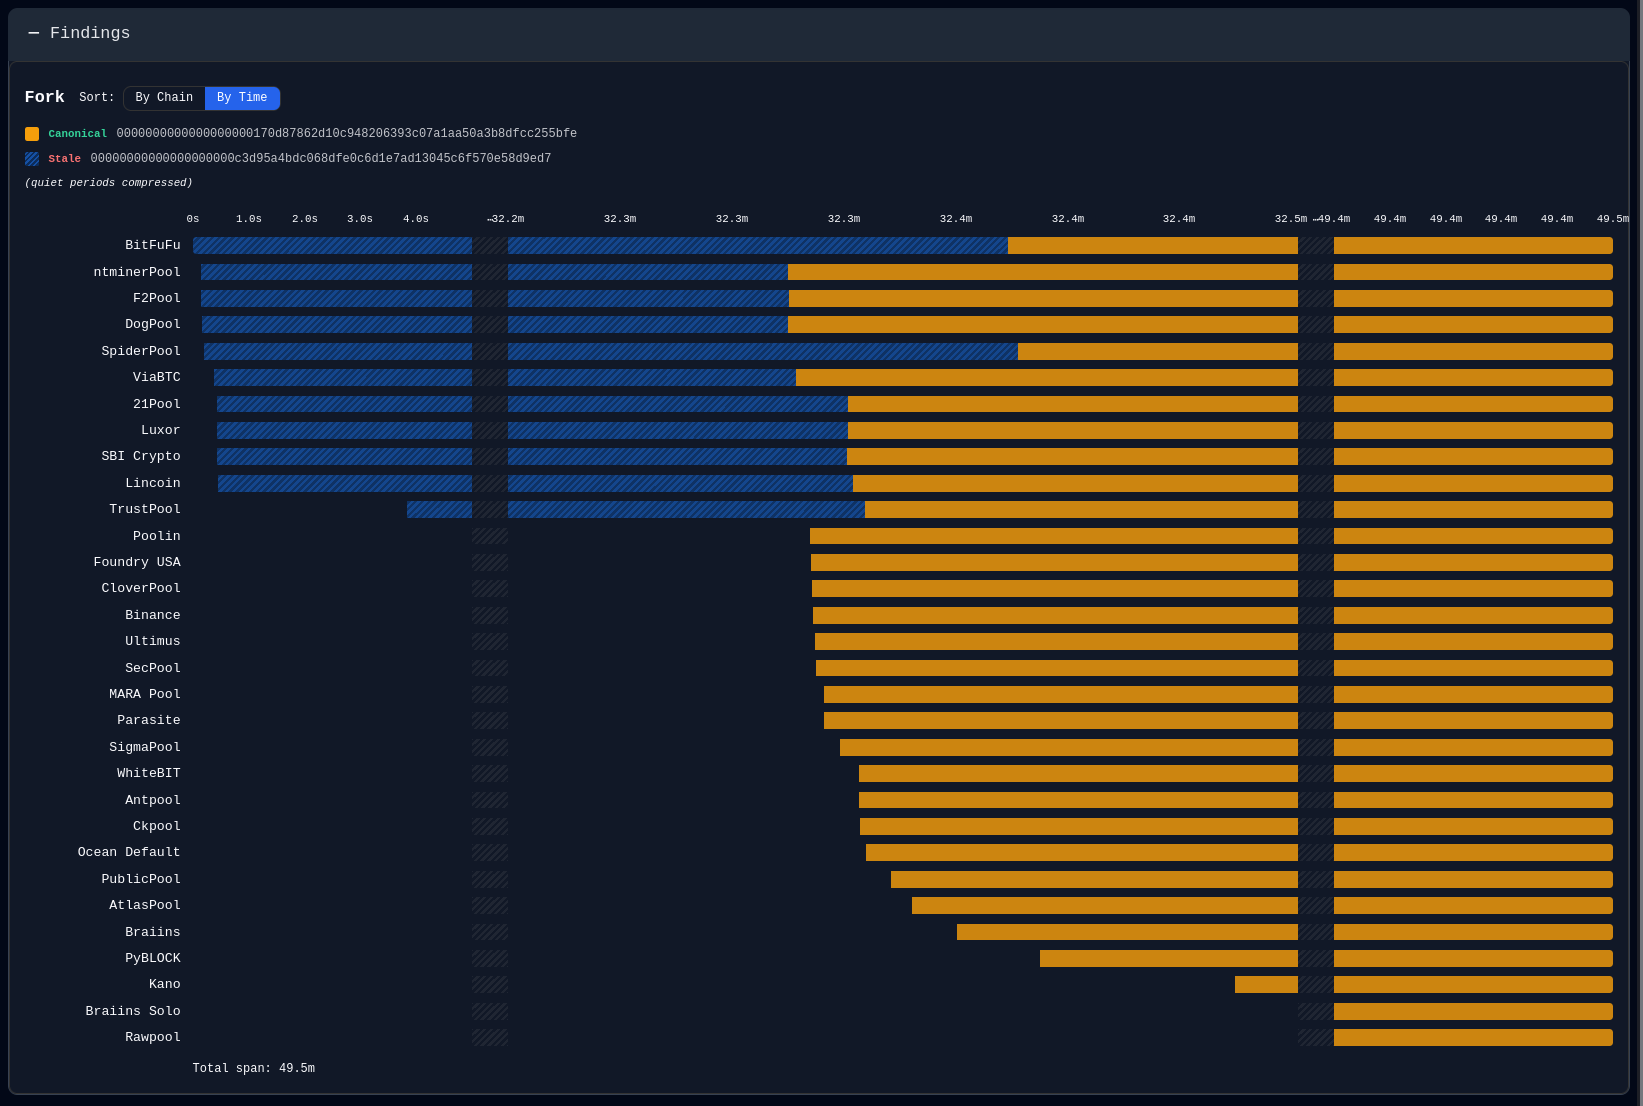 — Findings
Fork Sort: By Chain By Time
Canonical 0000000000000000000170d87862d10c948206393c07a1aa50a3b8dfcc255bfe
Stale 00000000000000000000c3d95a4bdc068dfe0c6d1e7ad13045c6f570e58d9ed7
(quiet periods compressed)
0s 1.0s 2.0s 3.0s 4.0s ⋯32.2m 32.3m 32.3m 32.3m 32.4m 32.4m 32.4m 32.5m ⋯49.4m 49.4m 49.4m 49.4m 49.4m 49.5m
BitFuFu
ntminerPool
F2Pool
DogPool
SpiderPool
ViaBTC
21Pool
Luxor
SBI Crypto
Lincoin
TrustPool
Poolin
Foundry USA
CloverPool
Binance
Ultimus
SecPool
MARA Pool
Parasite
SigmaPool
WhiteBIT
Antpool
Ckpool
Ocean Default
PublicPool
AtlasPool
Braiins
PyBLOCK
Kano
Braiins Solo
Rawpool
Total span: 49.5m